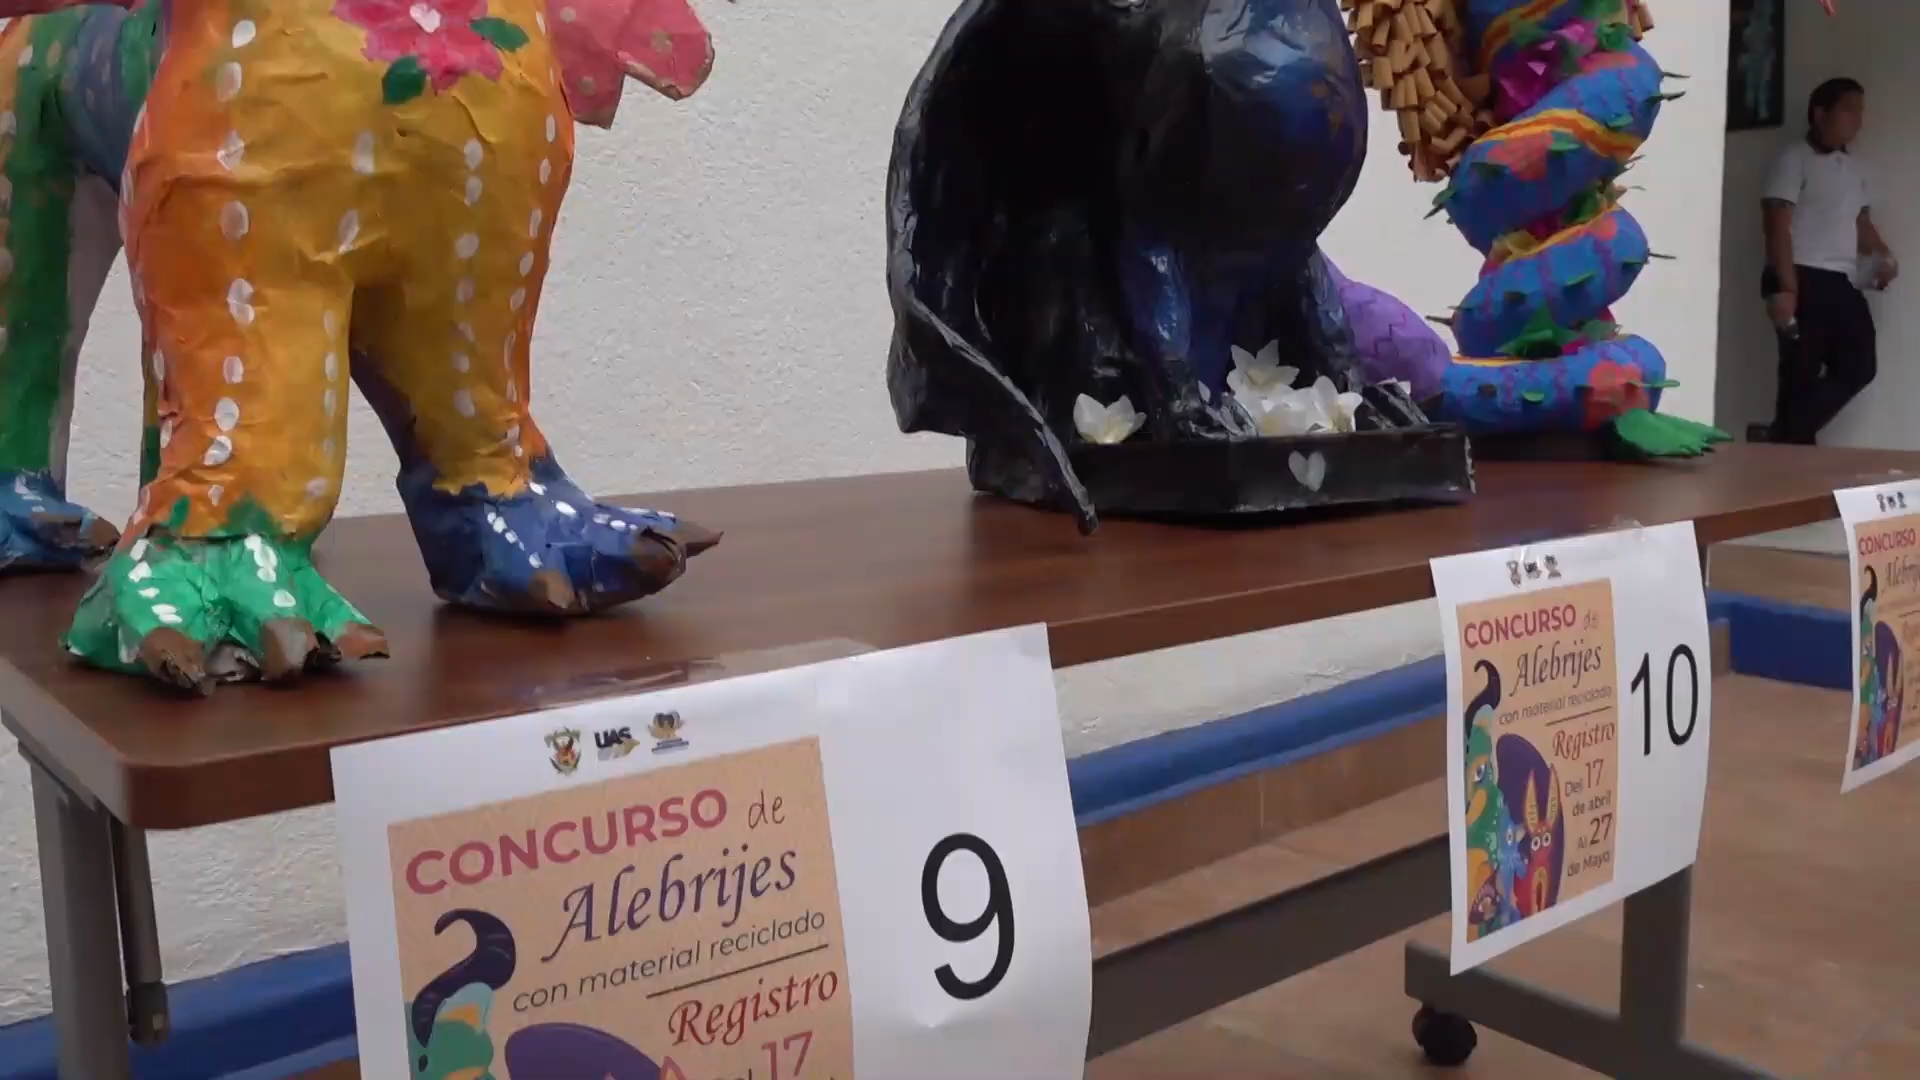 UAS
CONCURSO de
Alebrijes
con material reciclado
Registro
17
9
CONCURSO de
Alebrijes
con material reciclado
Registro
Del 17
de abril
Al 27
de Mayo
10
CONCURSO